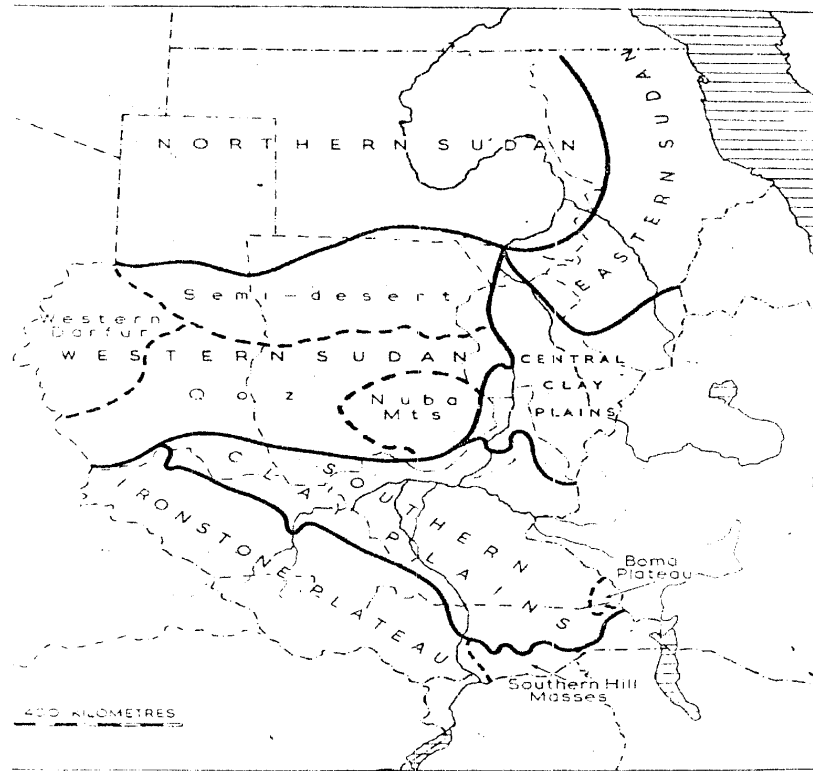 NORTHERN SUDAN
EASTERN SUDAN
Semi-desert
Western
Darfur
WESTERN SUDAN
CENTRAL
CLAY
PLAINS
Qoz
Nuba
Mts
SOUTHERN
CLAY PLAINS
IRONSTONE PLATEAU
Boma
Plateau
Southern Hill
Masses
400 KILOMETRES